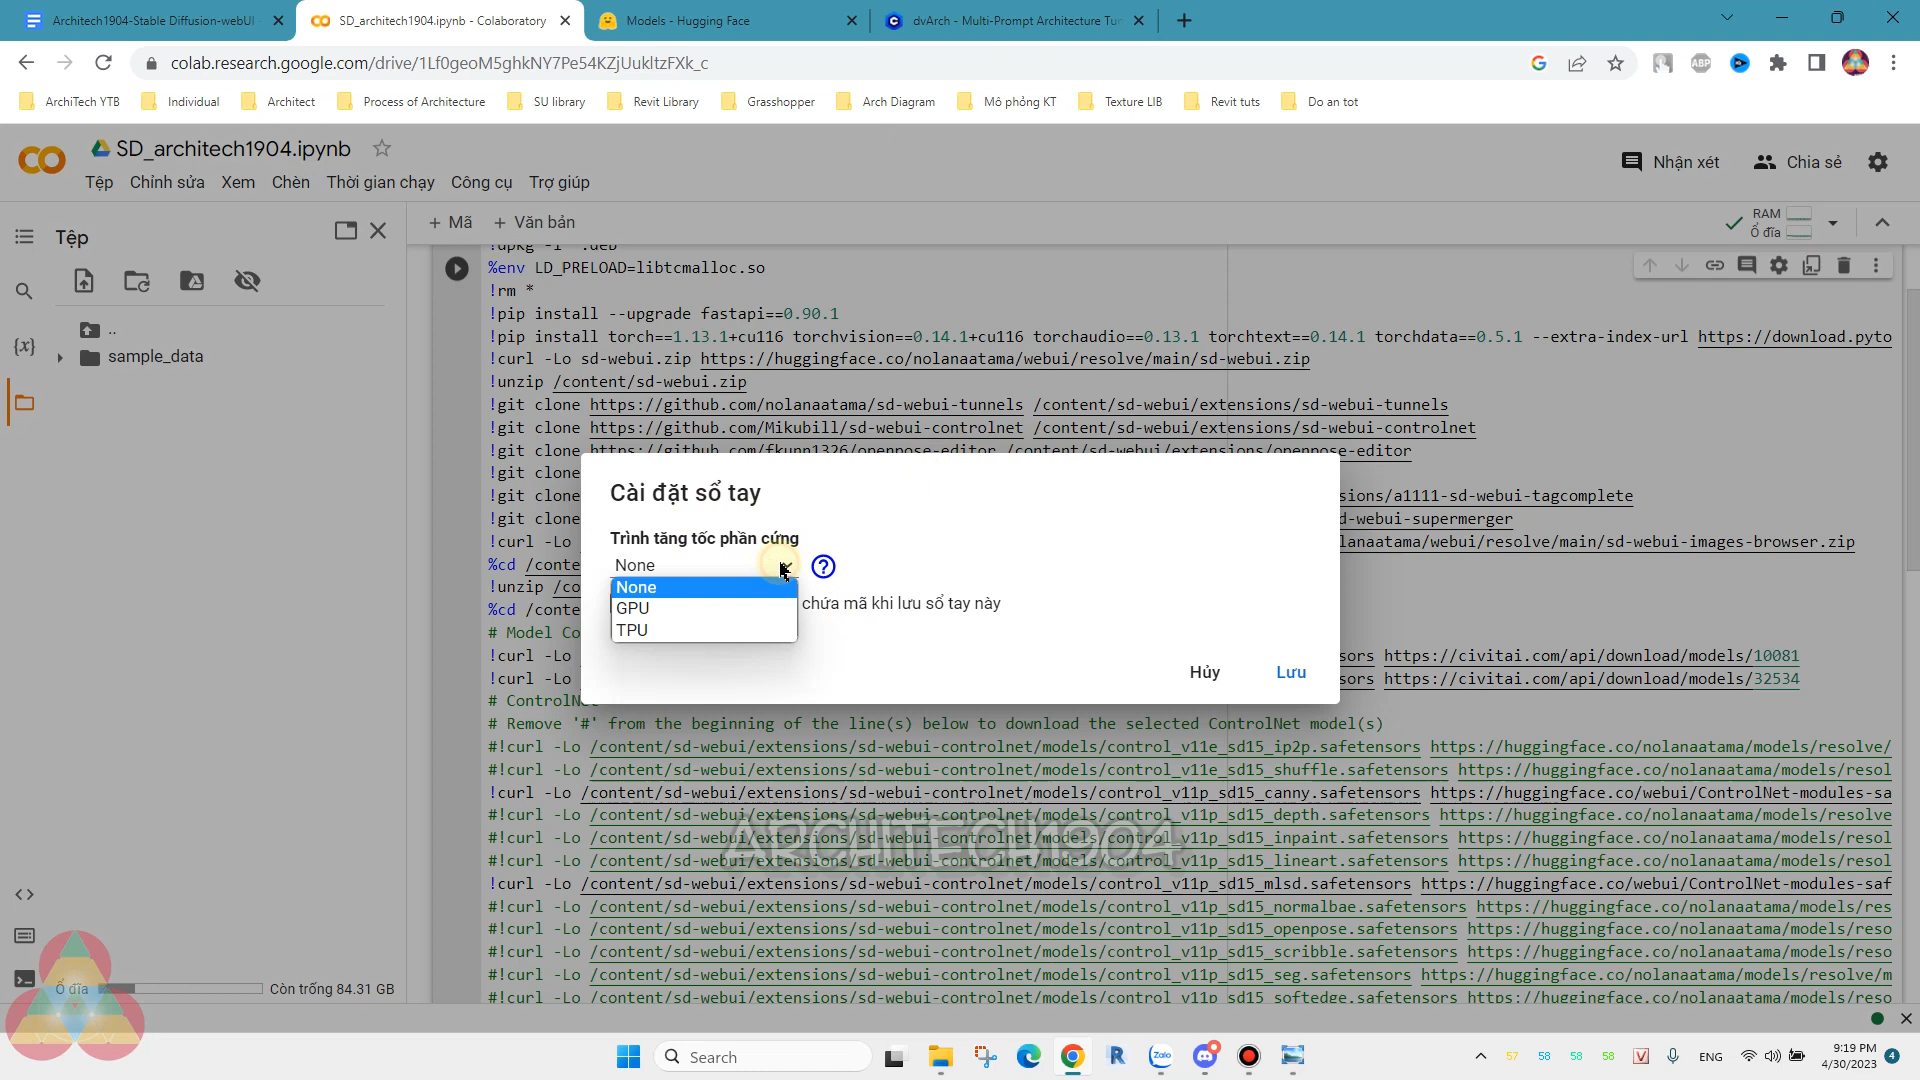 Architech1904-Stable Diffusion-webUI
SD_architech1904.ipynb - Colaboratory
Models - Hugging Face
dvArch - Multi-Prompt Architecture Tu
colab.research.google.com/drive/1Lf0geoM5ghkNY7Pe54KZjUukltzFXk_c
ABP
ArchiTech YTB
Individual
Architect
Process of Architecture
SU library
Revit Library
Grasshopper
Arch Diagram
Mô phỏng KT
Texture LIB
Revit tuts
Do an tot
SD_architech1904.ipynb
Nhận xét
Chia sẻ
Tệp Chỉnh sửa Xem Chèn Thời gian chạy Công cụ Trợ giúp
Tệp
+ Mã + Văn bản
RAM
Ổ đĩa
..
sample_data
!dpkg -i *.deb
%env LD_PRELOAD=libtcmalloc.so
!rm *
!pip install --upgrade fastapi==0.90.1
!pip install torch==1.13.1+cu116 torchvision==0.14.1+cu116 torchaudio==0.13.1 torchtext==0.14.1 torchdata==0.5.1 --extra-index-url https://download.pyto
!curl -Lo sd-webui.zip https://huggingface.co/nolanaatama/webui/resolve/main/sd-webui.zip
!unzip /content/sd-webui.zip
!git clone https://github.com/nolanaatama/sd-webui-tunnels /content/sd-webui/extensions/sd-webui-tunnels
!git clone https://github.com/Mikubill/sd-webui-controlnet /content/sd-webui/extensions/sd-webui-controlnet
!git clone https://github.com/fkunn1326/openpose-editor /content/sd-webui/extensions/openpose-editor
!git clone
!git clone sions/a1111-sd-webui-tagcomplete
!git clone d-webui-supermerger
!curl -Lo lanaatama/webui/resolve/main/sd-webui-images-browser.zip
%cd /conte
!unzip /co
%cd /conte
# Model Co
!curl -Lo sors https://civitai.com/api/download/models/10081
!curl -Lo sors https://civitai.com/api/download/models/32534
# ControlNe
# Remove '#' from the beginning of the line(s) below to download the selected ControlNet model(s)
#!curl -Lo /content/sd-webui/extensions/sd-webui-controlnet/models/control_v11e_sd15_ip2p.safetensors https://huggingface.co/nolanaatama/models/resolve/
#!curl -Lo /content/sd-webui/extensions/sd-webui-controlnet/models/control_v11e_sd15_shuffle.safetensors https://huggingface.co/nolanaatama/models/resol
!curl -Lo /content/sd-webui/extensions/sd-webui-controlnet/models/control_v11p_sd15_canny.safetensors https://huggingface.co/webui/ControlNet-modules-sa
#!curl -Lo /content/sd-webui/extensions/sd-webui-controlnet/models/control_v11p_sd15_depth.safetensors https://huggingface.co/nolanaatama/models/resolve
#!curl -Lo /content/sd-webui/extensions/sd-webui-controlnet/models/control_v11p_sd15_inpaint.safetensors https://huggingface.co/nolanaatama/models/resol
#!curl -Lo /content/sd-webui/extensions/sd-webui-controlnet/models/control_v11p_sd15_lineart.safetensors https://huggingface.co/nolanaatama/models/resol
!curl -Lo /content/sd-webui/extensions/sd-webui-controlnet/models/control_v11p_sd15_mlsd.safetensors https://huggingface.co/webui/ControlNet-modules-saf
#!curl -Lo /content/sd-webui/extensions/sd-webui-controlnet/models/control_v11p_sd15_normalbae.safetensors https://huggingface.co/nolanaatama/models/res
#!curl -Lo /content/sd-webui/extensions/sd-webui-controlnet/models/control_v11p_sd15_openpose.safetensors https://huggingface.co/nolanaatama/models/reso
#!curl -Lo /content/sd-webui/extensions/sd-webui-controlnet/models/control_v11p_sd15_scribble.safetensors https://huggingface.co/nolanaatama/models/reso
#!curl -Lo /content/sd-webui/extensions/sd-webui-controlnet/models/control_v11p_sd15_seg.safetensors https://huggingface.co/nolanaatama/models/resolve/m
#!curl -Lo /content/sd-webui/extensions/sd-webui-controlnet/models/control_v11p_sd15_softedge.safetensors https://huggingface.co/nolanaatama/models/reso
Cài đặt sổ tay
Trình tăng tốc phần cứng
None
None
GPU
TPU
chứa mã khi lưu sổ tay này
Hủy
Lưu
ARCHITECH1904
Ổ đĩa
Còn trống 84.31 GB
Search
Zalo
57 58 58 58
ENG
9:19 PM
4/30/2023
4